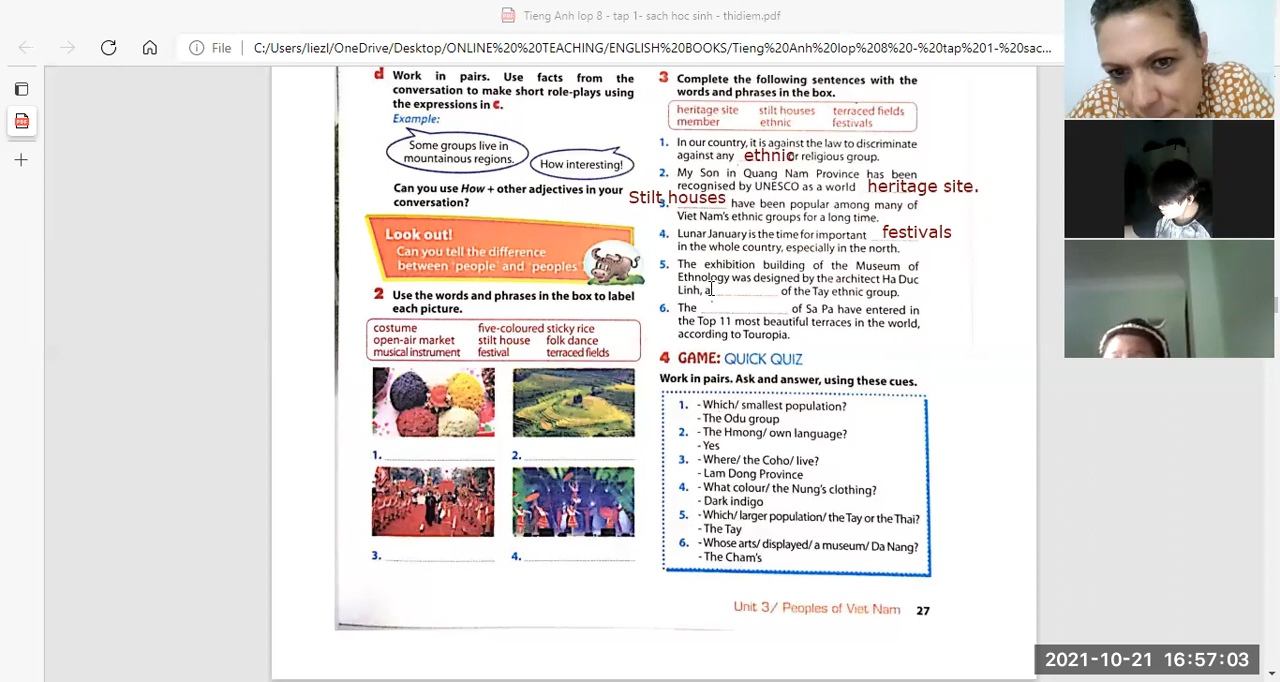 Tieng Anh lop 8 - tap 1- sach hoc sinh - thidiem.pdf
File | C:/Users/liezl/OneDrive/Desktop/ONLINE%20%20TEACHING/ENGLISH%20BOOKS/Tieng%20Anh%20lop%208%20-%20tap%201-%20sac...
d Work in pairs. Use facts from the
conversation to make short role-plays using
the expressions in C.
Example:
Some groups live in
mountainous regions.
How interesting!
Can you use How + other adjectives in your
conversation?
Look out!
Can you tell the difference
between 'people' and 'peoples'
2 Use the words and phrases in the box to label
each picture.
costume five-coloured sticky rice
open-air market stilt house folk dance
musical instrument festival terraced fields
1.
2.
3.
4.
3 Complete the following sentences with the
words and phrases in the box.
heritage site stilt houses terraced fields
member ethnic festivals
1. In our country, it is against the law to discriminate
against any ethnic or religious group.
2. My Son in Quang Nam Province has been
recognised by UNESCO as a world heritage site.
3. Stilt houses have been popular among many of
Viet Nam's ethnic groups for a long time.
4. Lunar January is the time for important festivals
in the whole country, especially in the north.
5. The exhibition building of the Museum of
Ethnology was designed by the architect Ha Duc
Linh, a of the Tay ethnic group.
6. The of Sa Pa have entered in
the Top 11 most beautiful terraces in the world,
according to Touropia.
4 GAME: QUICK QUIZ
Work in pairs. Ask and answer, using these cues.
1. - Which/ smallest population?
- The Odu group
2. - The Hmong/ own language?
- Yes
3. - Where/ the Coho/ live?
- Lam Dong Province
4. - What colour/ the Nung's clothing?
- Dark indigo
5. - Which/ larger population/ the Tay or the Thai?
- The Tay
6. - Whose arts/ displayed/ a museum/ Da Nang?
- The Cham's
Unit 3/ Peoples of Viet Nam 27
2021-10-21 16:57:03